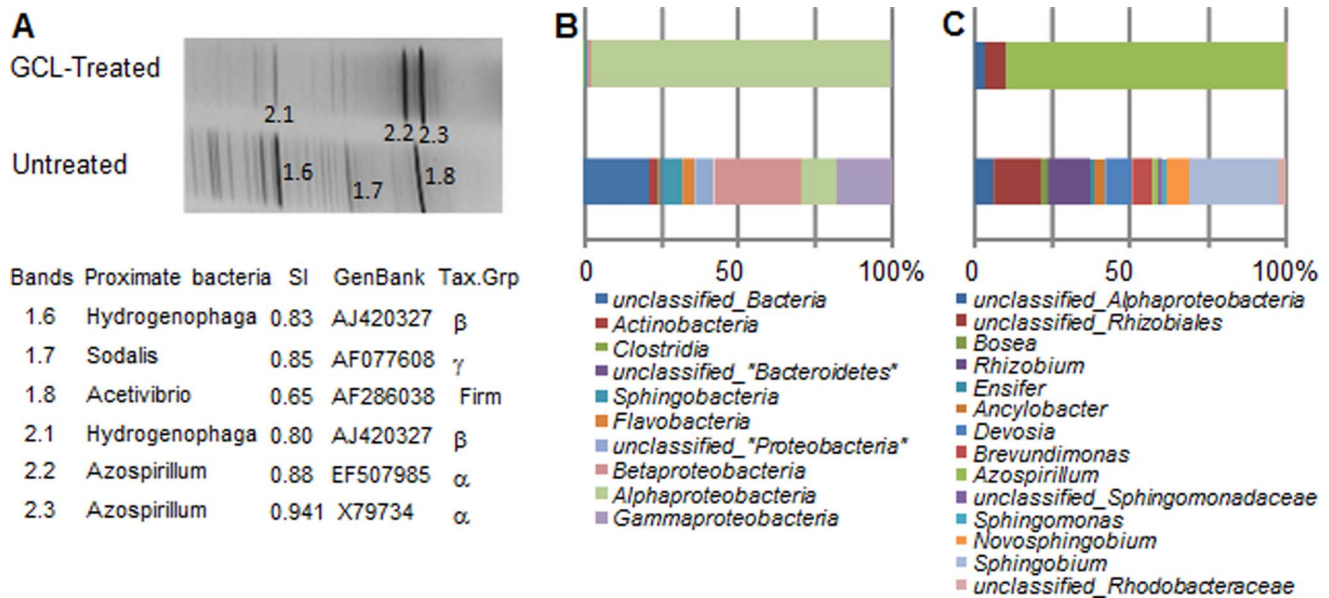 A
GCL-Treated
2.1
2.2 2.3
Untreated
1.6
1.7
1.8
Bands Proximate bacteria SI GenBank Tax.Grp
1.6 Hydrogenophaga 0.83 AJ420327 β
1.7 Sodalis 0.85 AF077608 γ
1.8 Acetivibrio 0.65 AF286038 Firm
2.1 Hydrogenophaga 0.80 AJ420327 β
2.2 Azospirillum 0.88 EF507985 α
2.3 Azospirillum 0.941 X79734 α
B
0 50 100%
unclassified_Bacteria
Actinobacteria
Clostridia
unclassified_"Bacteroidetes"
Sphingobacteria
Flavobacteria
unclassified_"Proteobacteria"
Betaproteobacteria
Alphaproteobacteria
Gammaproteobacteria
C
0 50 100%
unclassified_Alphaproteobacteria
unclassified_Rhizobiales
Bosea
Rhizobium
Ensifer
Ancylobacter
Devosia
Brevundimonas
Azospirillum
unclassified_Sphingomonadaceae
Sphingomonas
Novosphingobium
Sphingobium
unclassified_Rhodobacteraceae